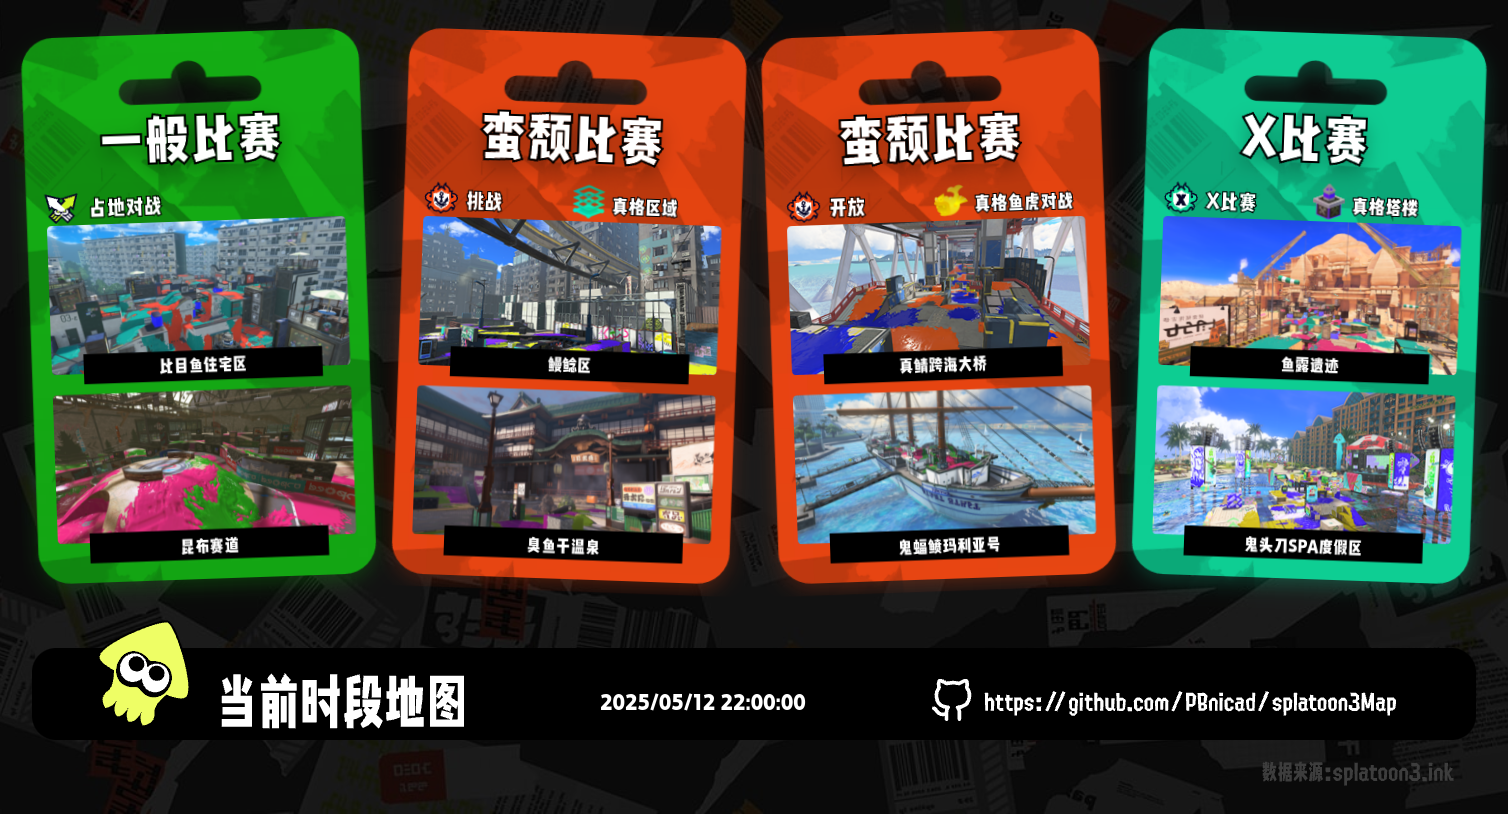 一般比赛
占地对战
比目鱼住宅区
昆布赛道
蛮颓比赛
挑战
真格区域
鳗鲶区
臭鱼干温泉
蛮颓比赛
开放
真格鱼虎对战
真鲭跨海大桥
鬼蝠鲼玛利亚号
X比赛
X比赛
真格塔楼
鱼露遗迹
鬼头刀SPA度假区
当前时段地图
2025/05/12 22:00:00
https://github.com/PBnicad/splatoon3Map
数据来源:splatoon3.ink